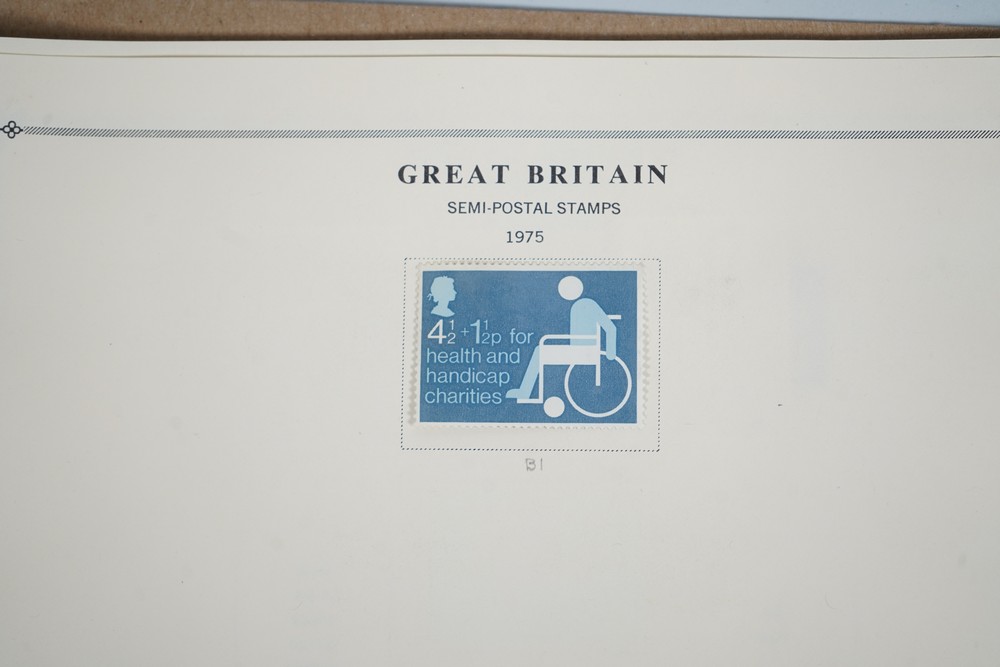 GREAT BRITAIN
SEMI-POSTAL STAMPS
1975
4½+1½p for
health and
handicap
charities
B1